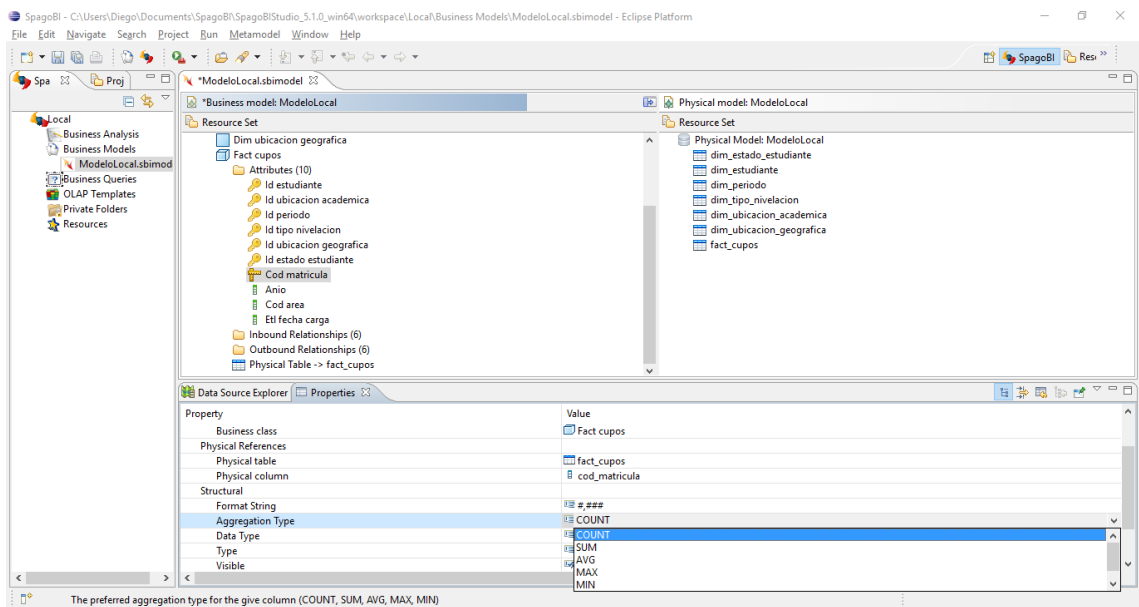 SpagoBI - C:\Users\Diego\Documents\SpagoBI\SpagoBIStudio_5.1.0_win64\workspace\Local\Business Models\ModeloLocal.sbimodel - Eclipse Platform
File Edit Navigate Search Project Run Metamodel Window Help
SpagoBI Res »
Spa Proj
Local
Business Analysis
Business Models
ModeloLocal.sbimod
Business Queries
OLAP Templates
Private Folders
Resources
*ModeloLocal.sbimodel
*Business model: ModeloLocal
Resource Set
Dim ubicacion geografica
Fact cupos
Attributes (10)
Id estudiante
Id ubicacion academica
Id periodo
Id tipo nivelacion
Id ubicacion geografica
Id estado estudiante
Cod matricula
Anio
Cod area
Etl fecha carga
Inbound Relationships (6)
Outbound Relationships (6)
Physical Table -> fact_cupos
Physical model: ModeloLocal
Resource Set
Physical Model: ModeloLocal
dim_estado_estudiante
dim_estudiante
dim_periodo
dim_tipo_nivelacion
dim_ubicacion_academica
dim_ubicacion_geografica
fact_cupos
Data Source Explorer Properties
Property Value
Business class Fact cupos
Physical References
Physical table fact_cupos
Physical column cod_matricula
Structural
Format String #,###
Aggregation Type COUNT
Data Type COUNT
Type SUM
AVG
Visible MAX
MIN
The preferred aggregation type for the give column (COUNT, SUM, AVG, MAX, MIN)